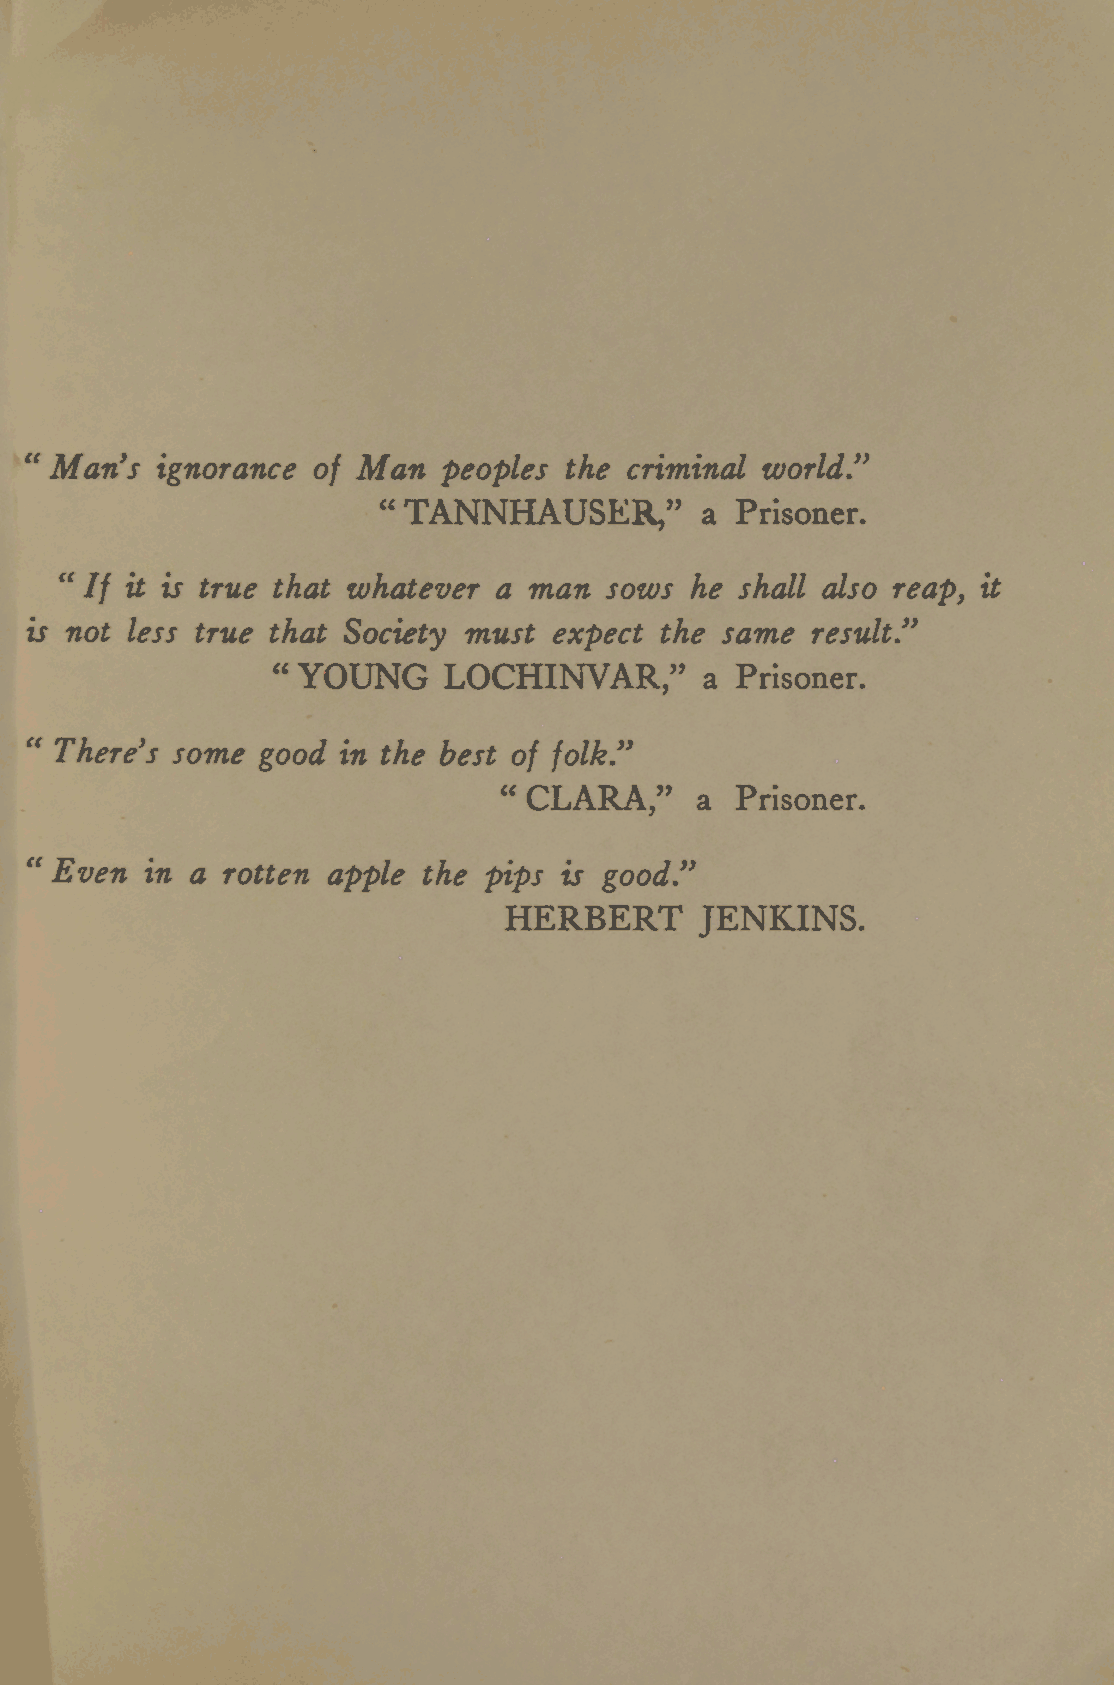 “ Man’s ignorance of Man peoples the criminal world.”
“ TANNHAUSER,” a Prisoner.
“ If it is true that whatever a man sows he shall also reap, it
is not less true that Society must expect the same result.”
“ YOUNG LOCHINVAR,” a Prisoner.
“ There’s some good in the best of folk.”
“ CLARA,” a Prisoner.
“ Even in a rotten apple the pips is good.”
HERBERT JENKINS.